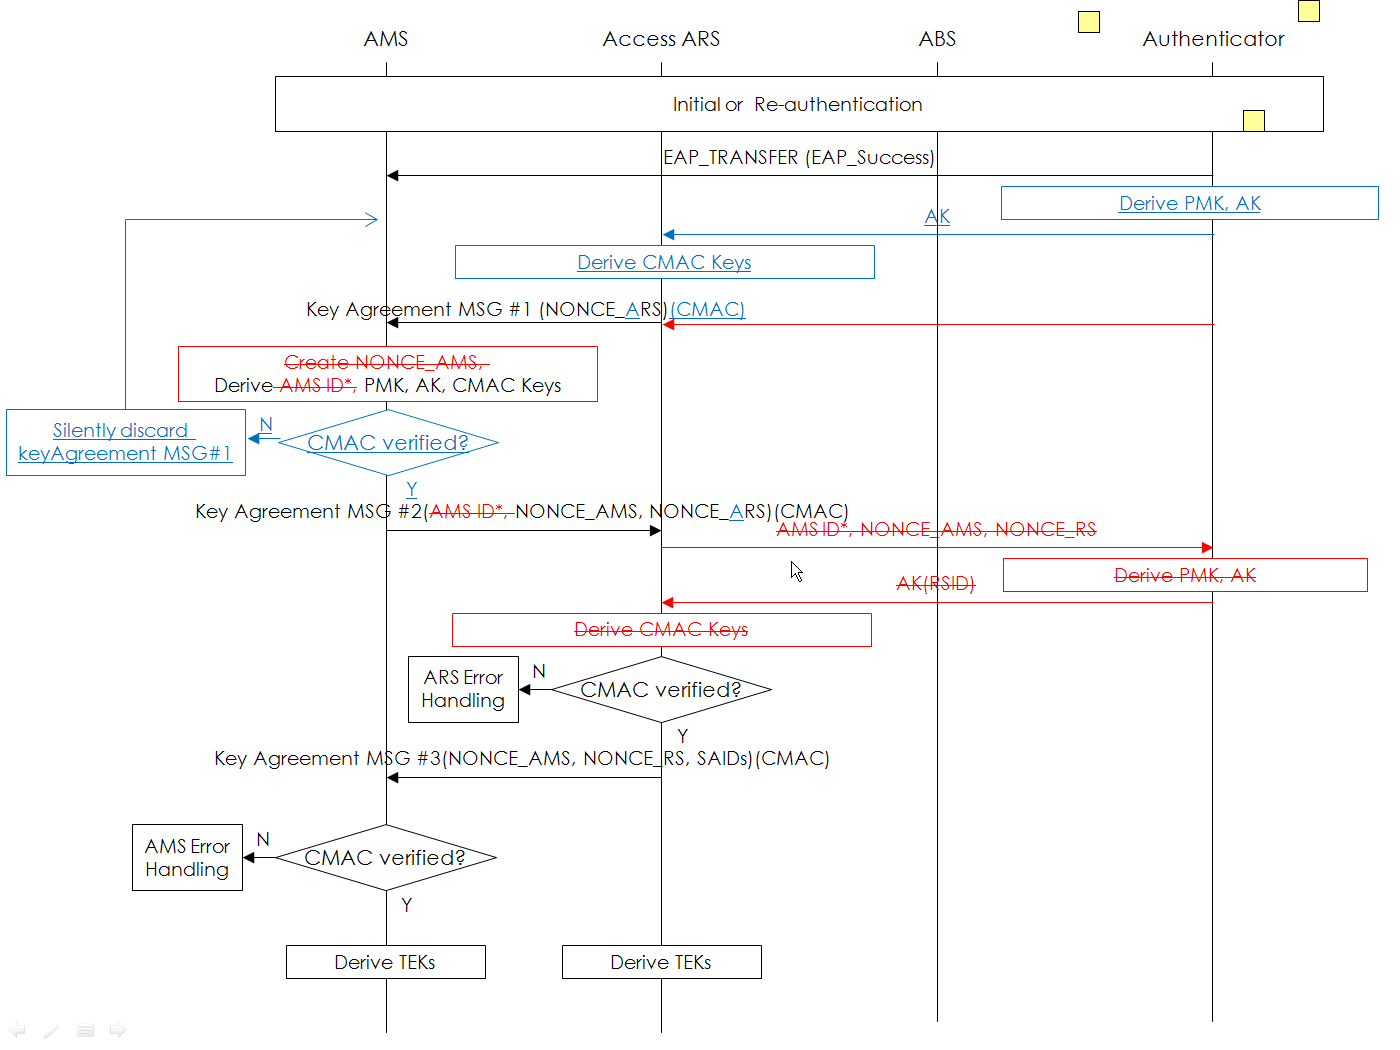 AMS
Access ARS
ABS
Authenticator
Initial or Re-authentication
EAP_TRANSFER (EAP_Success)
Derive PMK, AK
AK
Derive CMAC Keys
Key Agreement MSG #1 (NONCE_ARS)(CMAC)
Create NONCE_AMS,
Derive AMS ID*, PMK, AK, CMAC Keys
Silently discard
keyAgreement MSG#1
N
CMAC verified?
Y
Key Agreement MSG #2(AMS ID*, NONCE_AMS, NONCE_ARS)(CMAC)
AMS ID*, NONCE_AMS, NONCE_RS
Derive PMK, AK
AK(RSID)
Derive CMAC Keys
ARS Error
Handling
N
CMAC verified?
Y
Key Agreement MSG #3(NONCE_AMS, NONCE_RS, SAIDs)(CMAC)
AMS Error
Handling
N
CMAC verified?
Y
Derive TEKs
Derive TEKs